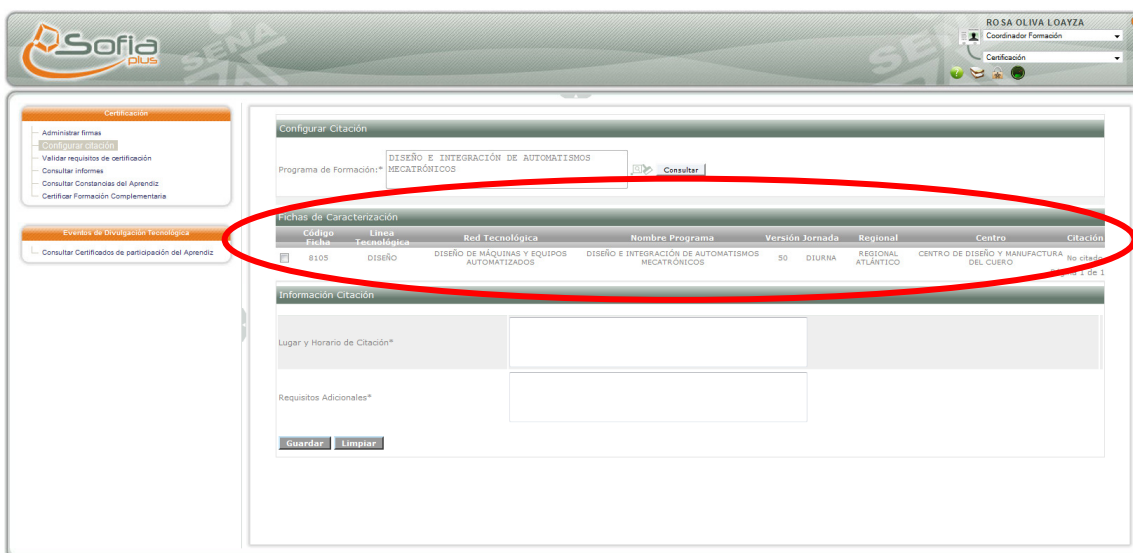 Sofia
plus
SENA
SENA
ROSA OLIVA LOAYZA
Coordinador Formación
Certificación
Certificación
Administrar firmas
Configurar citación
Validar requisitos de certificación
Consultar informes
Consultar Constancias del Aprendiz
Certificar Formación Complementaria
Eventos de Divulgación Tecnológica
Consultar Certificados de participación del Aprendiz
Configurar Citación
Programa de Formación:* DISEÑO E INTEGRACIÓN DE AUTOMATISMOS
MECATRÓNICOS
Consultar
Fichas de Caracterización
Código Ficha Línea Tecnológica Red Tecnológica Nombre Programa Versión Jornada Regional Centro Citación
8105 DISEÑO DISEÑO DE MÁQUINAS Y EQUIPOS AUTOMATIZADOS DISEÑO E INTEGRACIÓN DE AUTOMATISMOS MECATRÓNICOS 50 DIURNA REGIONAL ATLÁNTICO CENTRO DE DISEÑO Y MANUFACTURA DEL CUERO No citado
1 de 1
Información Citación
Lugar y Horario de Citación*
Requisitos Adicionales*
Guardar Limpiar